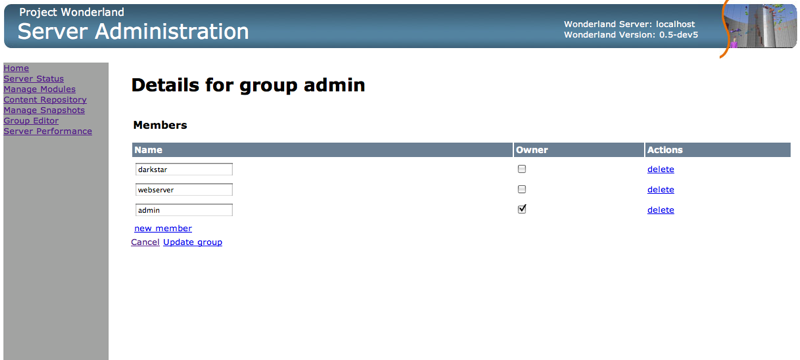 Project Wonderland
Server Administration
Wonderland Server: localhost
Wonderland Version: 0.5-dev5
Home
Server Status
Manage Modules
Content Repository
Manage Snapshots
Group Editor
Server Performance
Details for group admin
Members
Name Owner Actions
darkstar delete
webserver delete
admin delete
new member
Cancel Update group